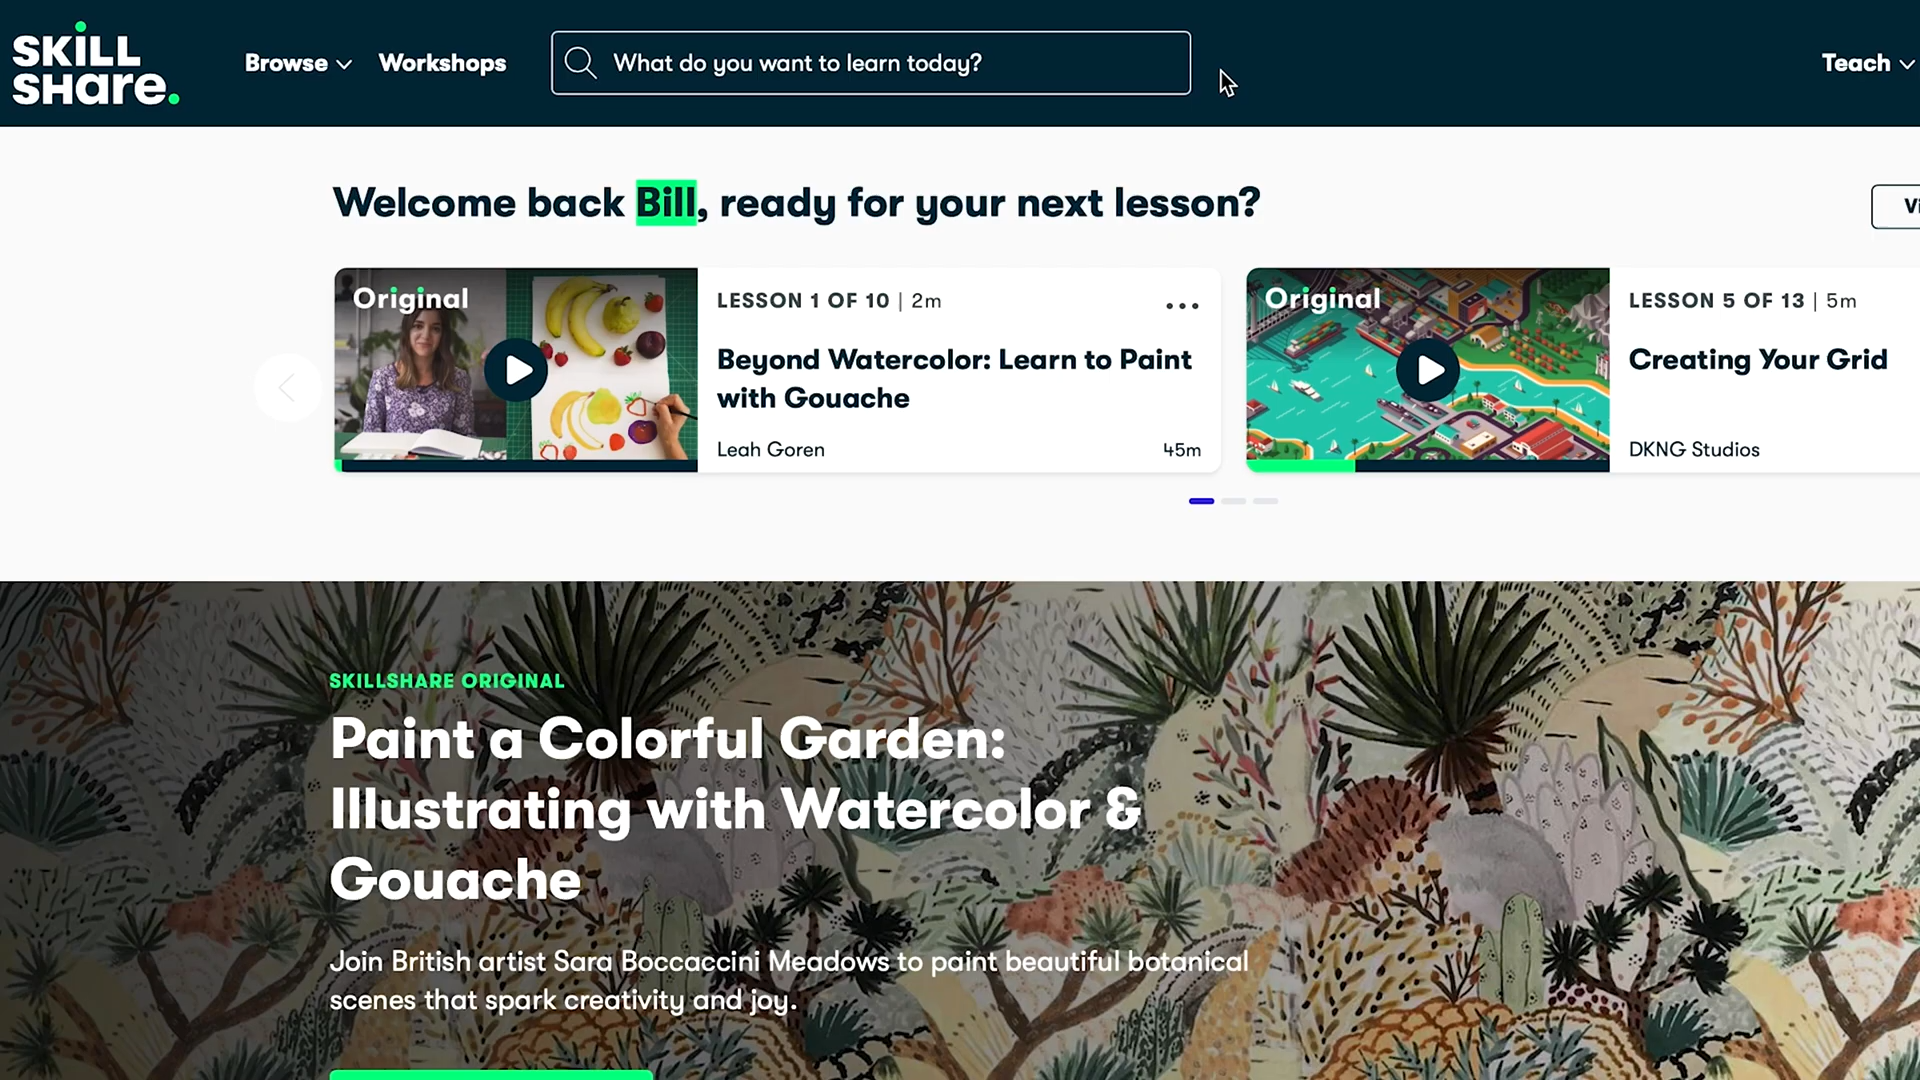 SKILL
SHare.
Browse
Workshops
What do you want to learn today?
Teach
Welcome back Bill, ready for your next lesson?
Original
LESSON 1 OF 10 | 2m
Beyond Watercolor: Learn to Paint
with Gouache
Leah Goren
45m
Original
LESSON 5 OF 13 | 5m
Creating Your Grid
DKNG Studios
SKILLSHARE ORIGINAL
Paint a Colorful Garden:
Illustrating with Watercolor &
Gouache
Join British artist Sara Boccaccini Meadows to paint beautiful botanical
scenes that spark creativity and joy.